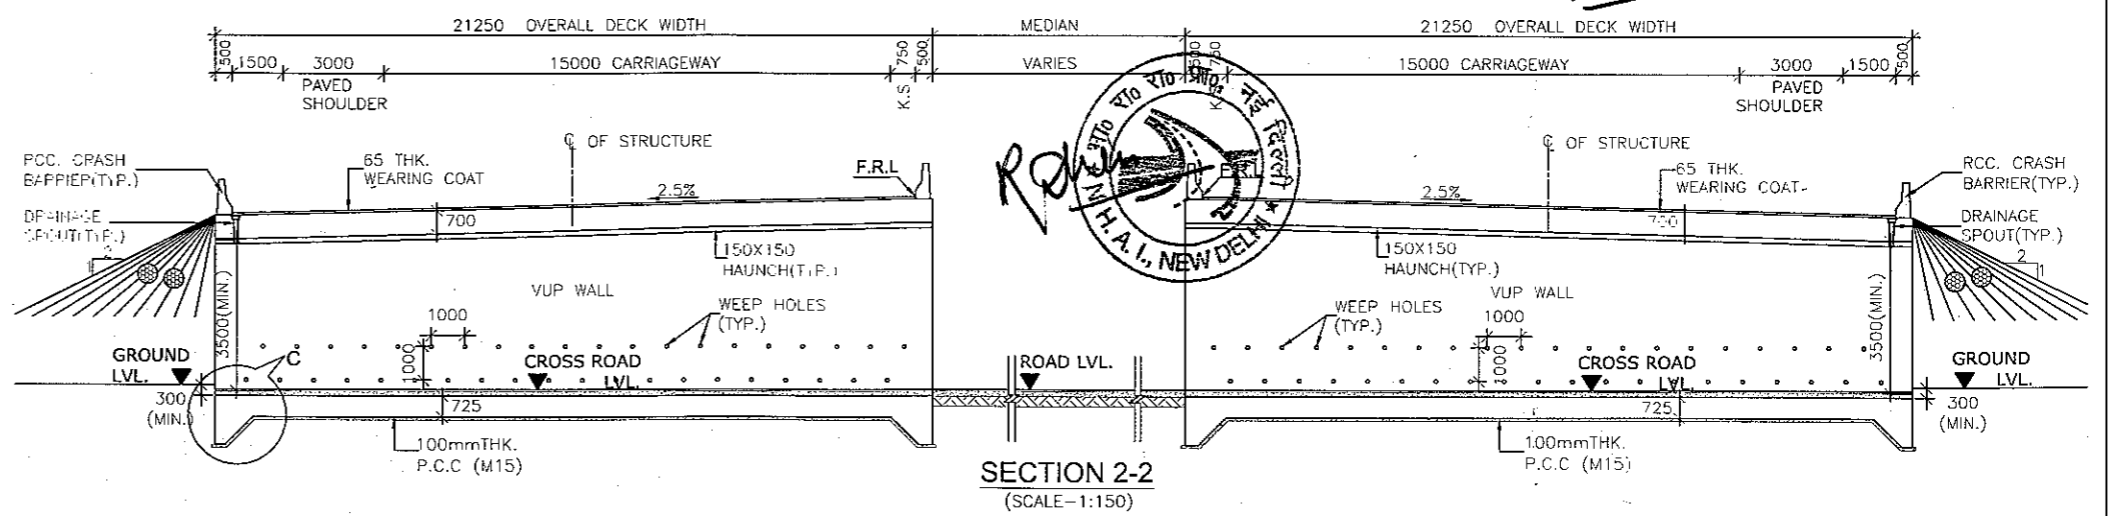 21250 OVERALL DECK WIDTH
MEDIAN
21250 OVERALL DECK WIDTH
500
1500
3000
15000 CARRIAGEWAY
750
500
VARIES
750
15000 CARRIAGEWAY
3000
1500
500
PAVED
SHOULDER
K.S
PAVED
SHOULDER
℄ OF STRUCTURE
℄ OF STRUCTURE
PCC. CRASH
BARRIER(TYP.)
65 THK.
WEARING COAT
2.5%
F.R.L
F.R.L
2.5%
65 THK.
WEARING COAT
RCC. CRASH
BARRIER(TYP.)
DRAINAGE
SPOUT(TYP.)
700
700
DRAINAGE
SPOUT(TYP.)
150X150
HAUNCH(TYP.)
150X150
HAUNCH(TYP.)
2
1
N. H. A. I., NEW DELHI ★
VUP WALL
VUP WALL
WEEP HOLES
(TYP.)
WEEP HOLES
(TYP.)
1000
1000
3500(MIN.)
1000
1000
3500(MIN.)
C
GROUND
LVL.
CROSS ROAD
LVL.
ROAD LVL.
CROSS ROAD
LVL.
GROUND
LVL.
300
(MIN.)
725
725
300
(MIN.)
100mmTHK.
P.C.C (M15)
100mmTHK.
P.C.C (M15)
SECTION 2-2
(SCALE-1:150)